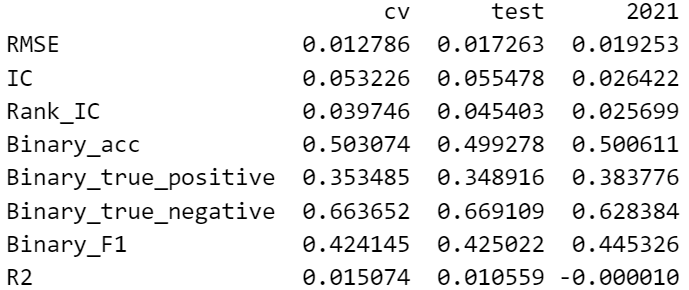 cv test 2021
RMSE 0.012786 0.017263 0.019253
IC 0.053226 0.055478 0.026422
Rank_IC 0.039746 0.045403 0.025699
Binary_acc 0.503074 0.499278 0.500611
Binary_true_positive 0.353485 0.348916 0.383776
Binary_true_negative 0.663652 0.669109 0.628384
Binary_F1 0.424145 0.425022 0.445326
R2 0.015074 0.010559 -0.000010